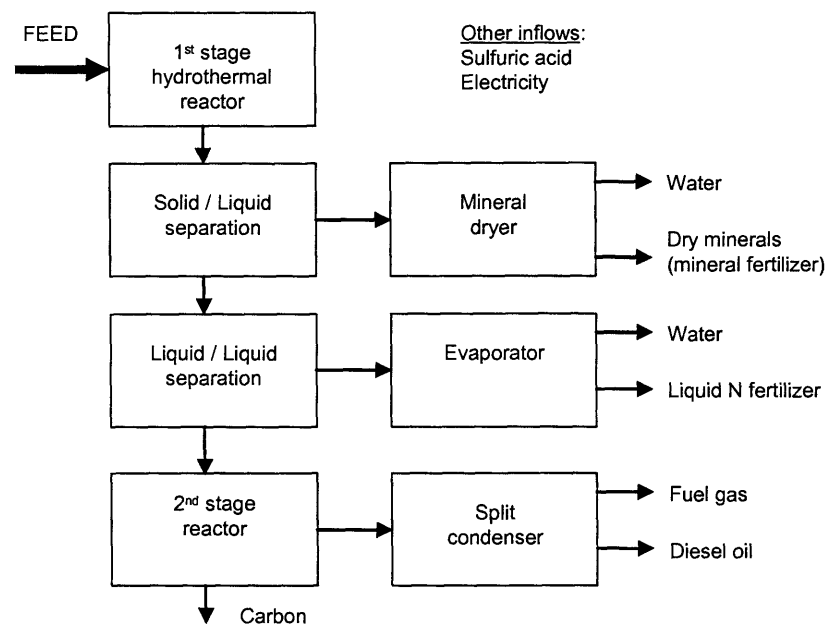 FEED
1st stage
hydrothermal
reactor
Other inflows:
Sulfuric acid
Electricity
Solid / Liquid
separation
Mineral
dryer
Water
Dry minerals
(mineral fertilizer)
Liquid / Liquid
separation
Evaporator
Water
Liquid N fertilizer
2nd stage
reactor
Split
condenser
Fuel gas
Diesel oil
Carbon